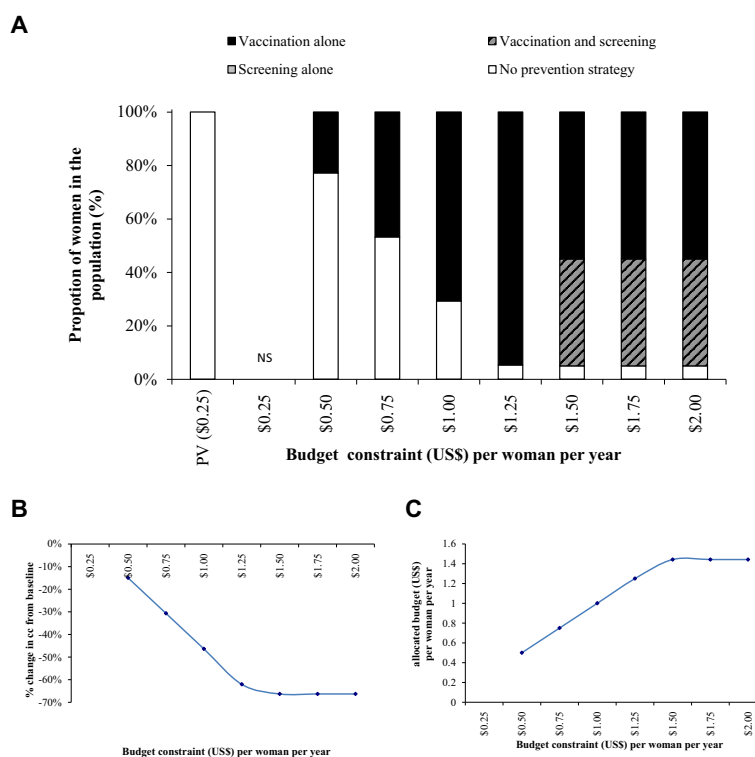 A
Vaccination alone
Vaccination and screening
Screening alone
No prevention strategy
Propotion of women in the
population (%)
100%
80%
60%
40%
20%
0%
NS
PV ($0.25)
$0.25
$0.50
$0.75
$1.00
$1.25
$1.50
$1.75
$2.00
Budget constraint (US$) per woman per year
B
% change in cc from baseline
0%
-10%
-20%
-30%
-40%
-50%
-60%
-70%
$0.25
$0.50
$0.75
$1.00
$1.25
$1.50
$1.75
$2.00
Budget constraint (US$) per woman per year
C
allocated budget (US$)
per woman per year
1.6
1.4
1.2
1
0.8
0.6
0.4
0.2
0
$0.25
$0.50
$0.75
$1.00
$1.25
$1.50
$1.75
$2.00
Budget constraint (US$) per woman per year